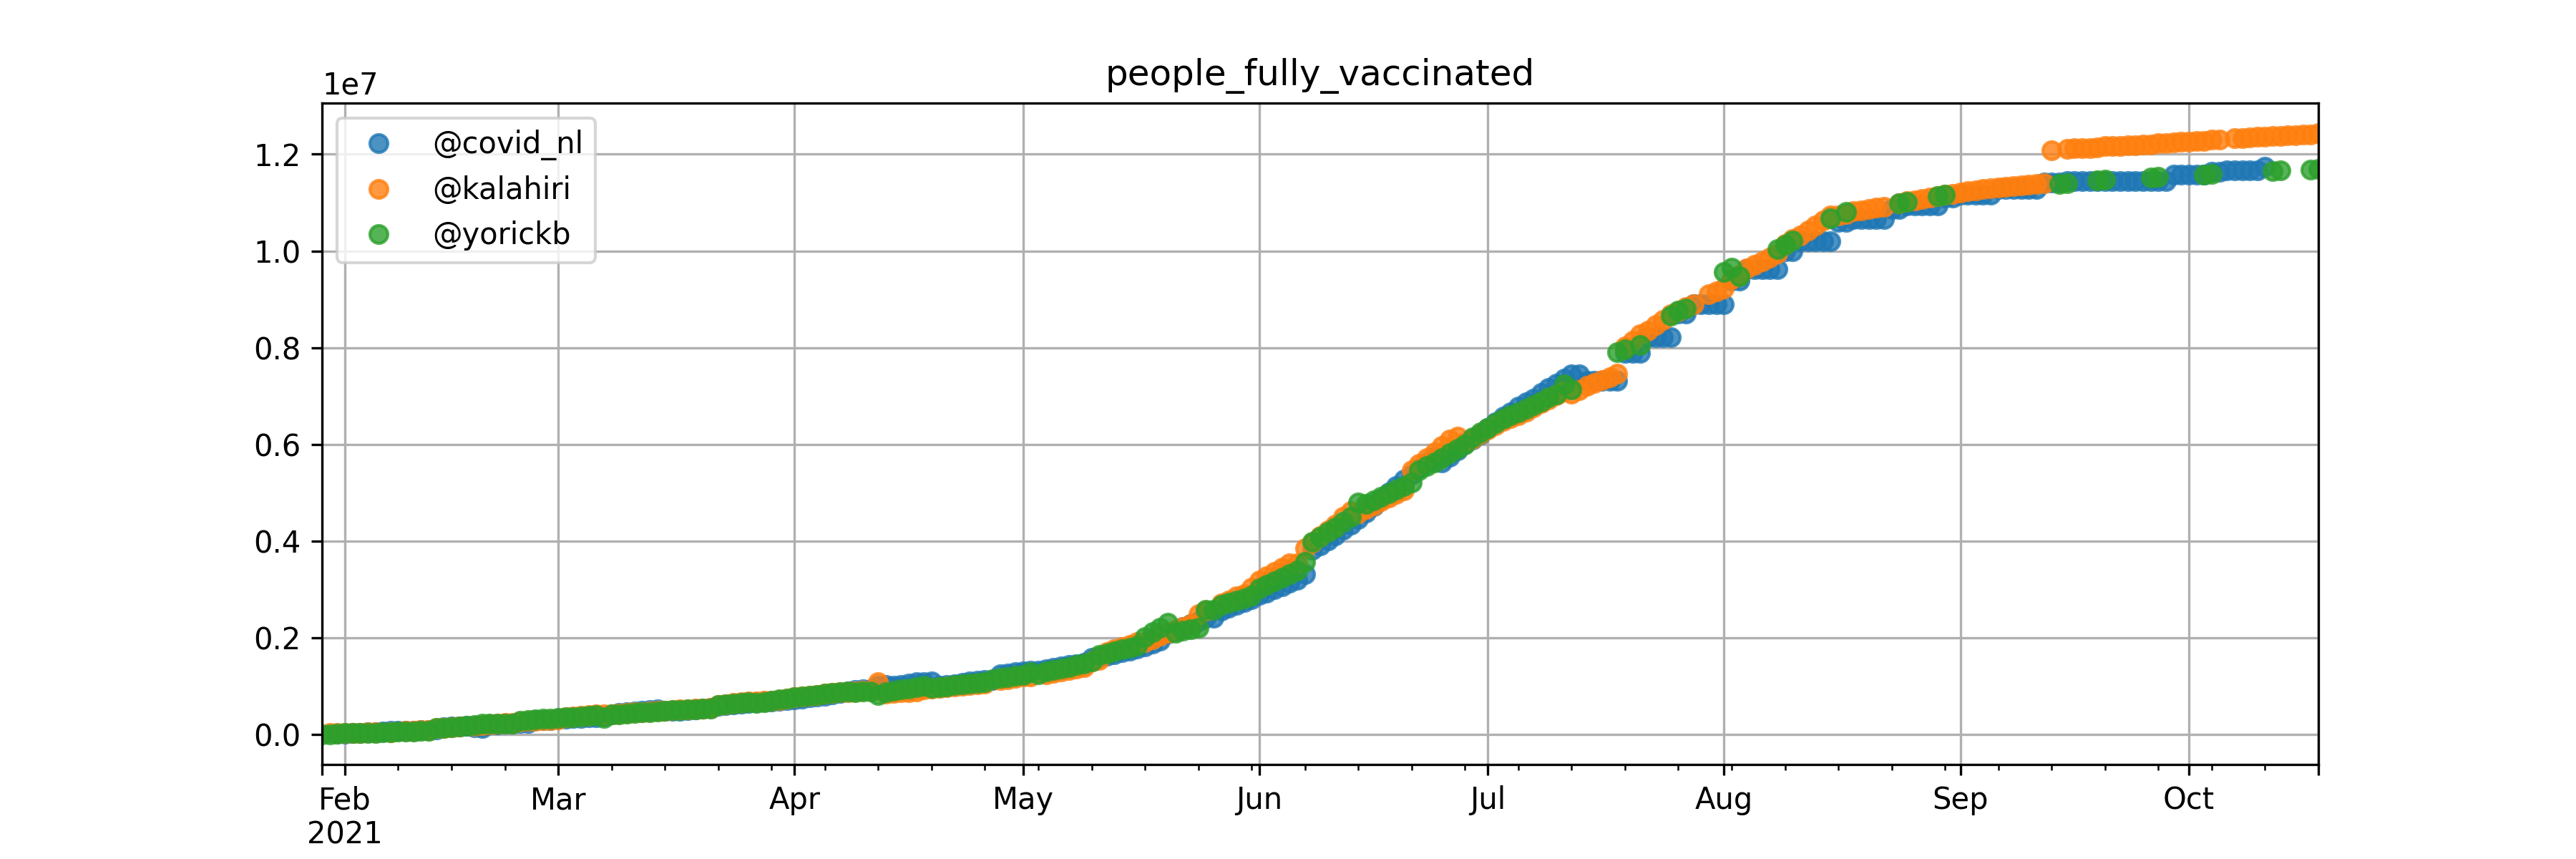 people_fully_vaccinated
1e7
@covid_nl
@kalahiri
@yorickb
1.2
1.0
0.8
0.6
0.4
0.2
0.0
Feb Mar Apr May Jun Jul Aug Sep Oct
2021